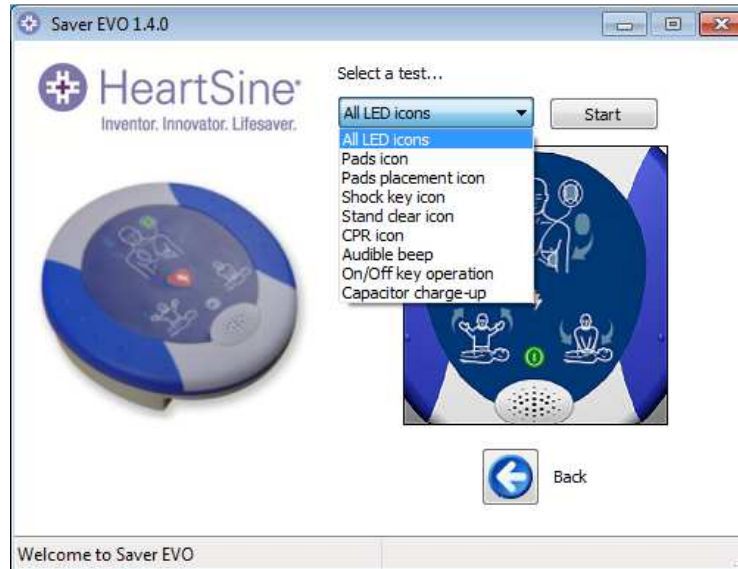 Saver EVO 1.4.0
HeartSine®
Inventor. Innovator. Lifesaver.
Select a test...
All LED icons
Start
All LED icons
Pads icon
Pads placement icon
Shock key icon
Stand clear icon
CPR icon
Audible beep
On/Off key operation
Capacitor charge-up
Back
Welcome to Saver EVO